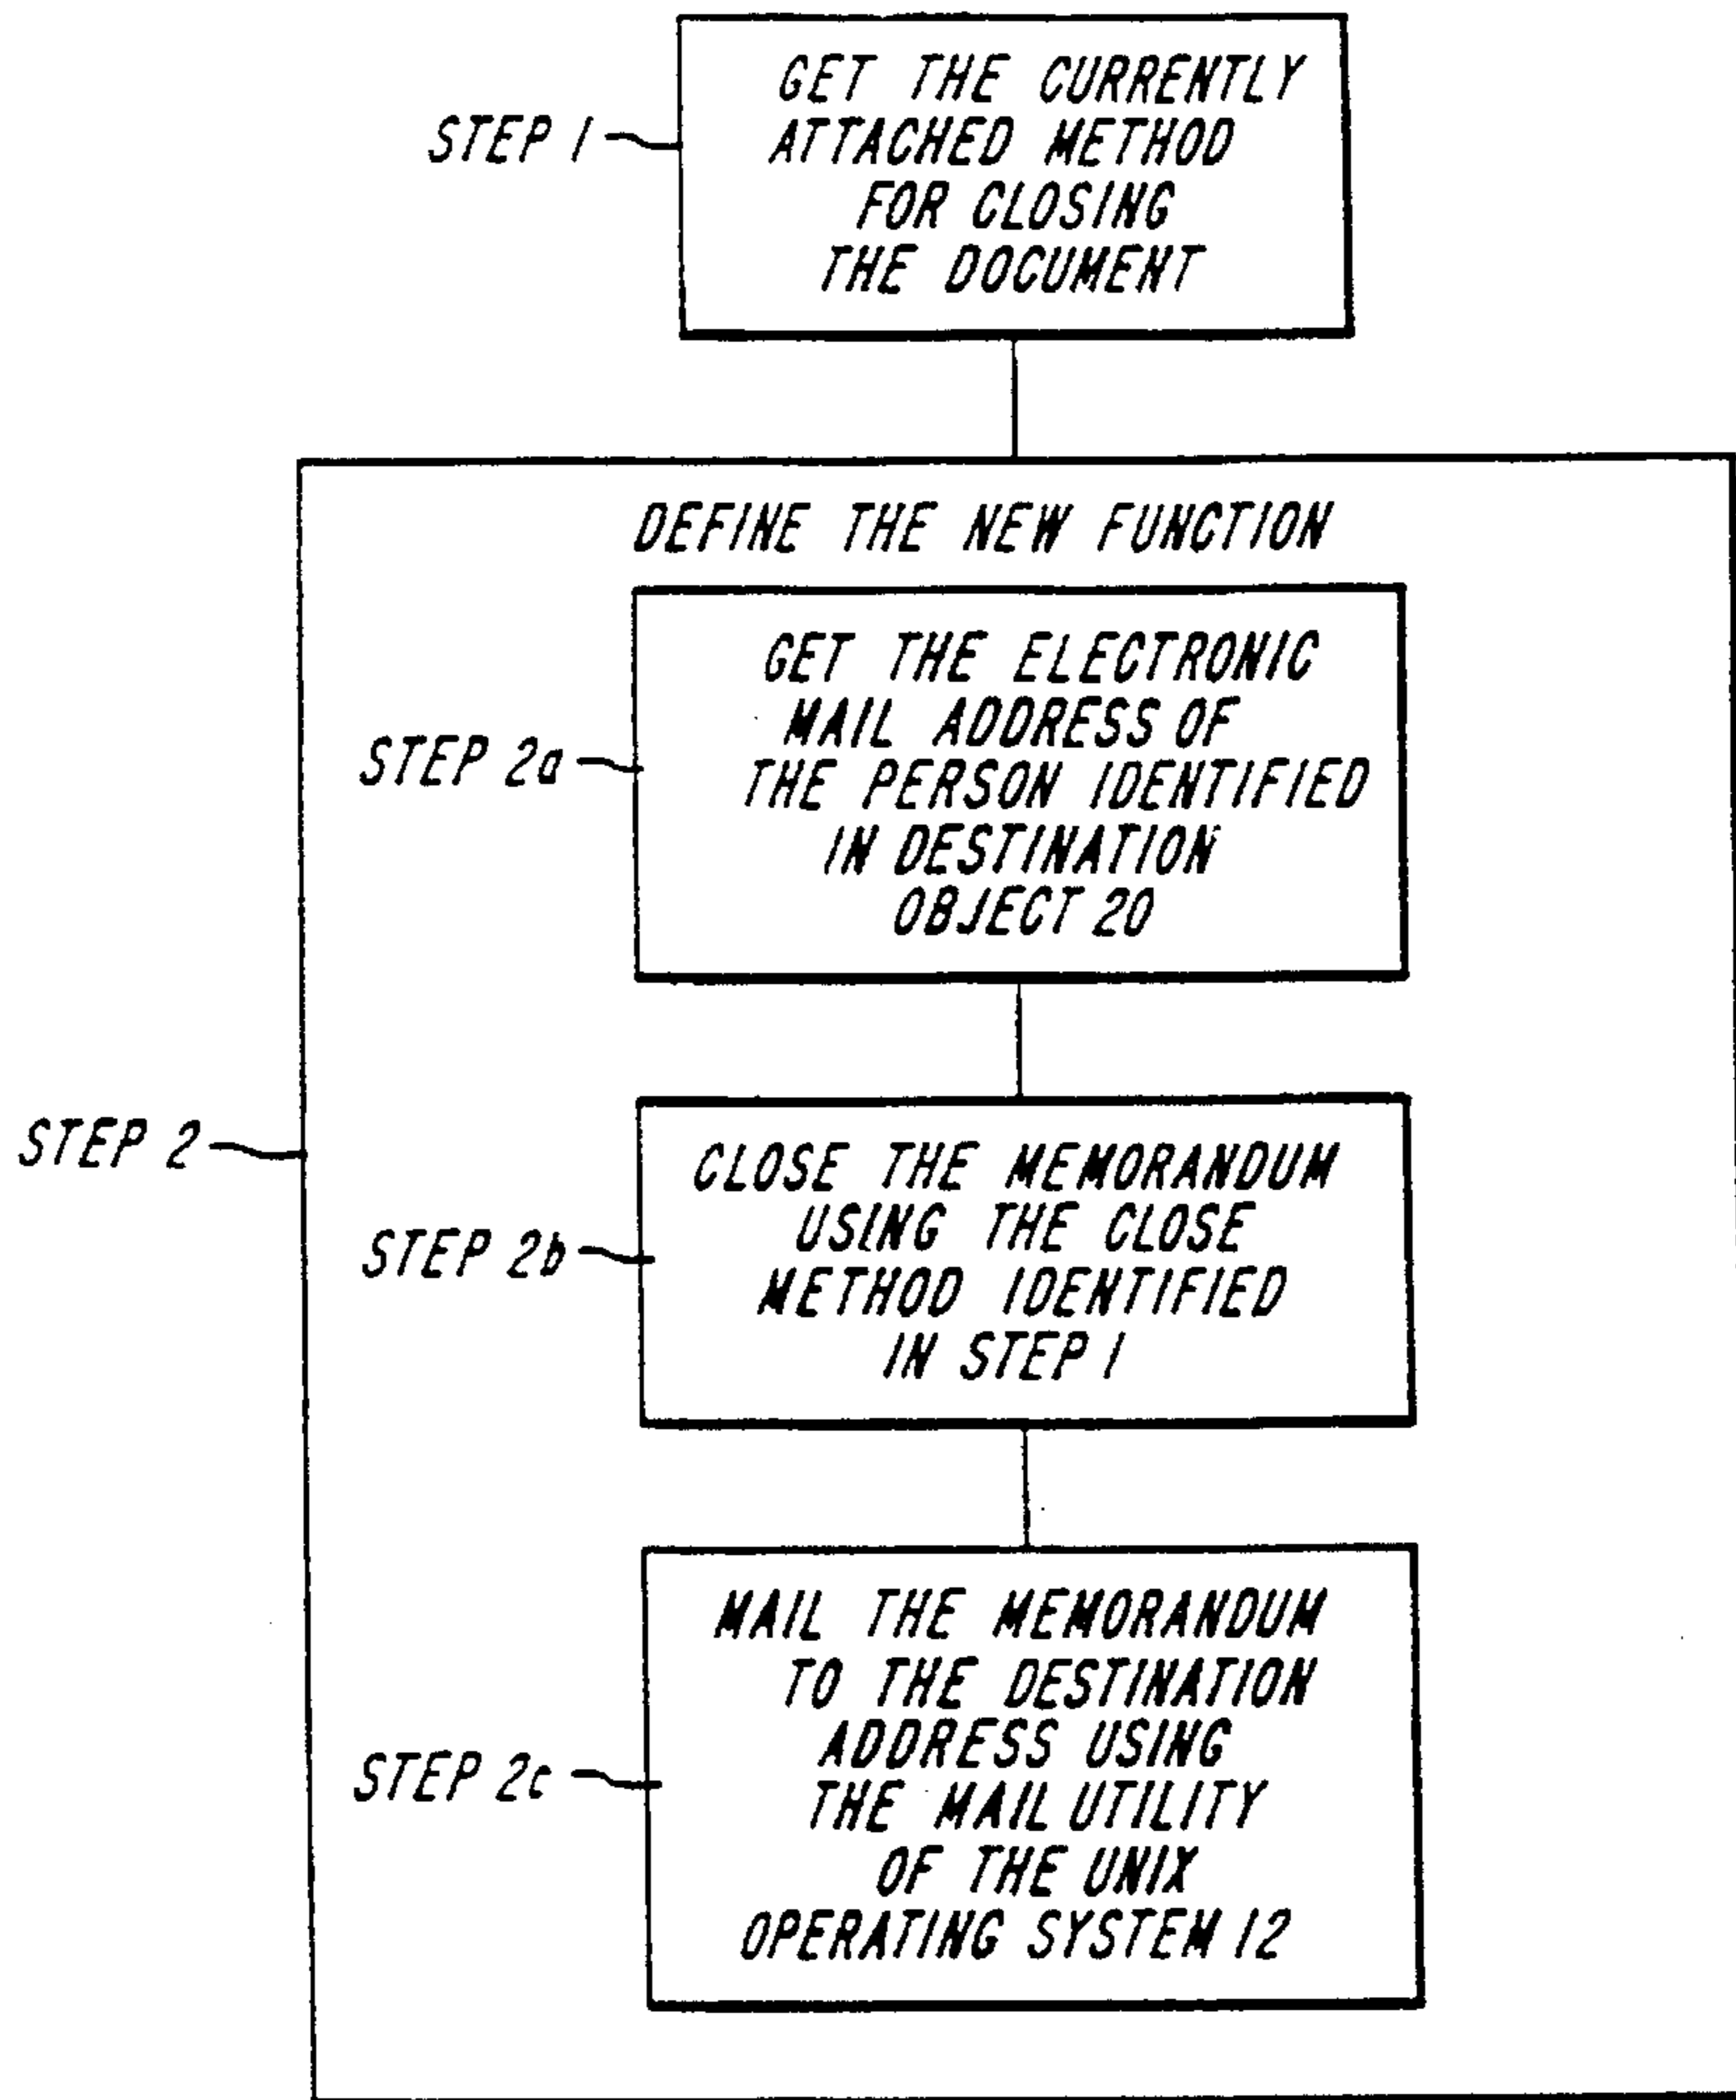 STEP 1
GET THE CURRENTLY
ATTACHED METHOD
FOR CLOSING
THE DOCUMENT
STEP 2
DEFINE THE NEW FUNCTION
STEP 2a
GET THE ELECTRONIC
MAIL ADDRESS OF
THE PERSON IDENTIFIED
IN DESTINATION
OBJECT 20
STEP 2b
CLOSE THE MEMORANDUM
USING THE CLOSE
METHOD IDENTIFIED
IN STEP 1
STEP 2c
MAIL THE MEMORANDUM
TO THE DESTINATION
ADDRESS USING
THE MAIL UTILITY
OF THE UNIX
OPERATING SYSTEM 12